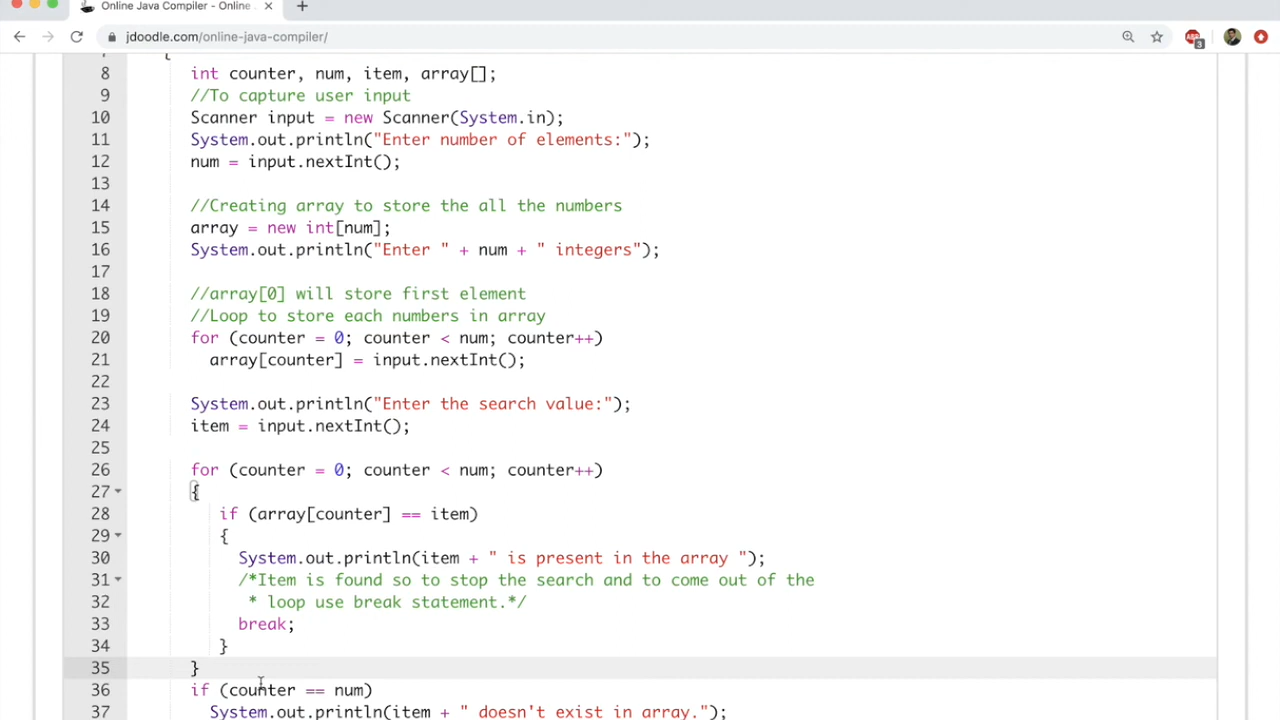 Online Java Compiler - Online
jdoodle.com/online-java-compiler/
3
8 int counter, num, item, array[];
9 //To capture user input
10 Scanner input = new Scanner(System.in);
11 System.out.println("Enter number of elements:");
12 num = input.nextInt();
13
14 //Creating array to store the all the numbers
15 array = new int[num];
16 System.out.println("Enter " + num + " integers");
17
18 //array[0] will store first element
19 //Loop to store each numbers in array
20 for (counter = 0; counter < num; counter++)
21 array[counter] = input.nextInt();
22
23 System.out.println("Enter the search value:");
24 item = input.nextInt();
25
26 for (counter = 0; counter < num; counter++)
27 {
28 if (array[counter] == item)
29 {
30 System.out.println(item + " is present in the array ");
31 /*Item is found so to stop the search and to come out of the
32 * loop use break statement.*/
33 break;
34 }
35 }
36 if (counter == num)
37 System.out.println(item + " doesn't exist in array.");